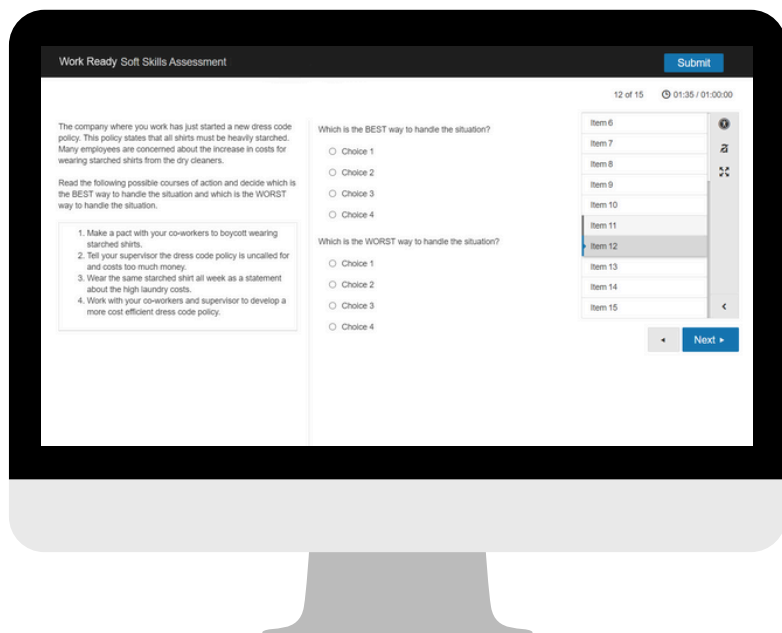 Work Ready Soft Skills Assessment
Submit
12 of 15
01:35 / 01:00:00
The company where you work has just started a new dress code
policy. This policy states that all shirts must be heavily starched.
Many employees are concerned about the increase in costs for
wearing starched shirts from the dry cleaners.
Read the following possible courses of action and decide which is
the BEST way to handle the situation and which is the WORST
way to handle the situation.
1. Make a pact with your co-workers to boycott wearing
starched shirts.
2. Tell your supervisor the dress code policy is uncalled for
and costs too much money.
3. Wear the same starched shirt all week as a statement
about the high laundry costs.
4. Work with your co-workers and supervisor to develop a
more cost efficient dress code policy.
Which is the BEST way to handle the situation?
Choice 1
Choice 2
Choice 3
Choice 4
Which is the WORST way to handle the situation?
Choice 1
Choice 2
Choice 3
Choice 4
Item 6
Item 7
Item 8
Item 9
Item 10
Item 11
Item 12
Item 13
Item 14
Item 15
Next